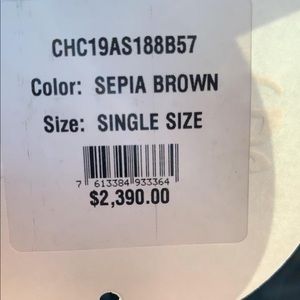 CHC19AS188B57
Color: SEPIA BROWN
Size: SINGLE SIZE
7 613384 933364
$2,390.00